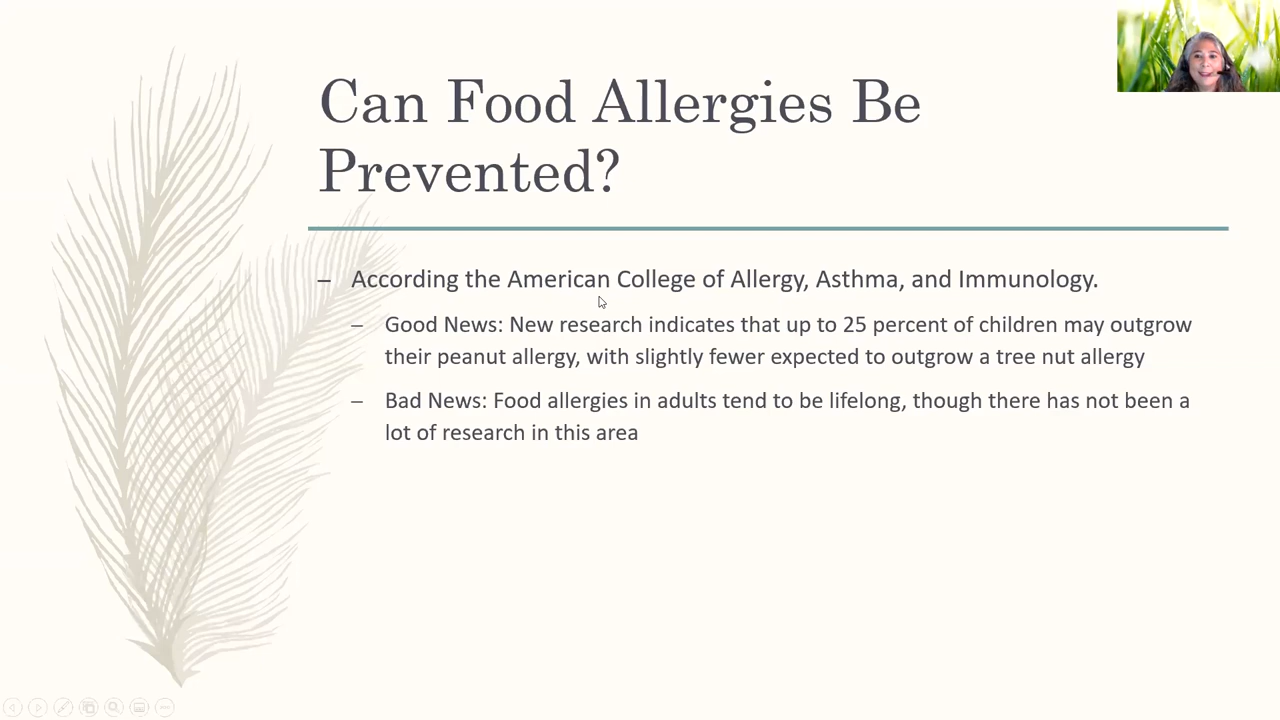 Can Food Allergies Be
Prevented?
– According the American College of Allergy, Asthma, and Immunology.
– Good News: New research indicates that up to 25 percent of children may outgrow
their peanut allergy, with slightly fewer expected to outgrow a tree nut allergy
– Bad News: Food allergies in adults tend to be lifelong, though there has not been a
lot of research in this area